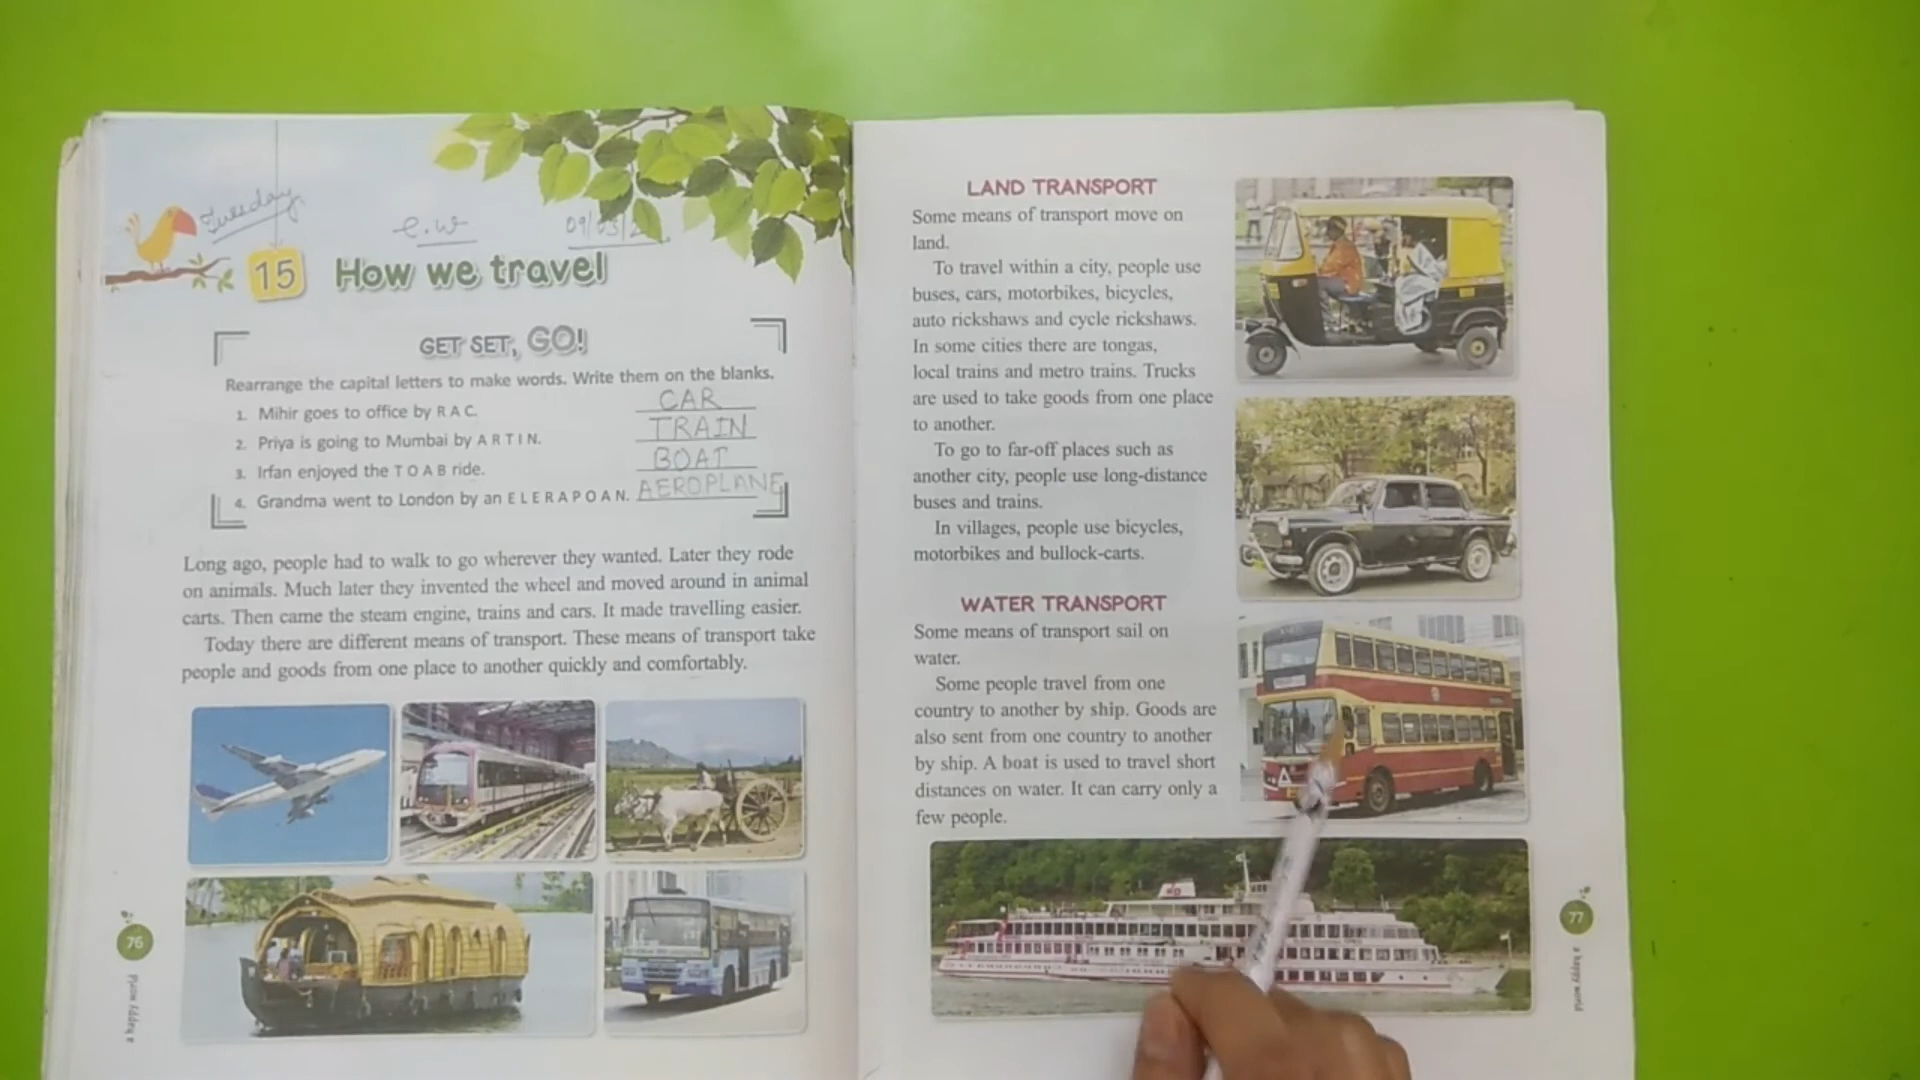 Tuesday
C.W
15 How we travel
GET SET, GO!
Rearrange the capital letters to make words. Write them on the blanks.
1. Mihir goes to office by R A C. CAR
2. Priya is going to Mumbai by A R T I N. TRAIN
3. Irfan enjoyed the T O A B ride. BOAT
4. Grandma went to London by an E L E R A P O A N. AEROPLANE
Long ago, people had to walk to go wherever they wanted. Later they rode
on animals. Much later they invented the wheel and moved around in animal
carts. Then came the steam engine, trains and cars. It made travelling easier.
Today there are different means of transport. These means of transport take
people and goods from one place to another quickly and comfortably.
76
a happy world
LAND TRANSPORT
Some means of transport move on
land.
To travel within a city, people use
buses, cars, motorbikes, bicycles,
auto rickshaws and cycle rickshaws.
In some cities there are tongas,
local trains and metro trains. Trucks
are used to take goods from one place
to another.
To go to far-off places such as
another city, people use long-distance
buses and trains.
In villages, people use bicycles,
motorbikes and bullock-carts.
WATER TRANSPORT
Some means of transport sail on
water.
Some people travel from one
country to another by ship. Goods are
also sent from one country to another
by ship. A boat is used to travel short
distances on water. It can carry only a
few people.
77
a happy world